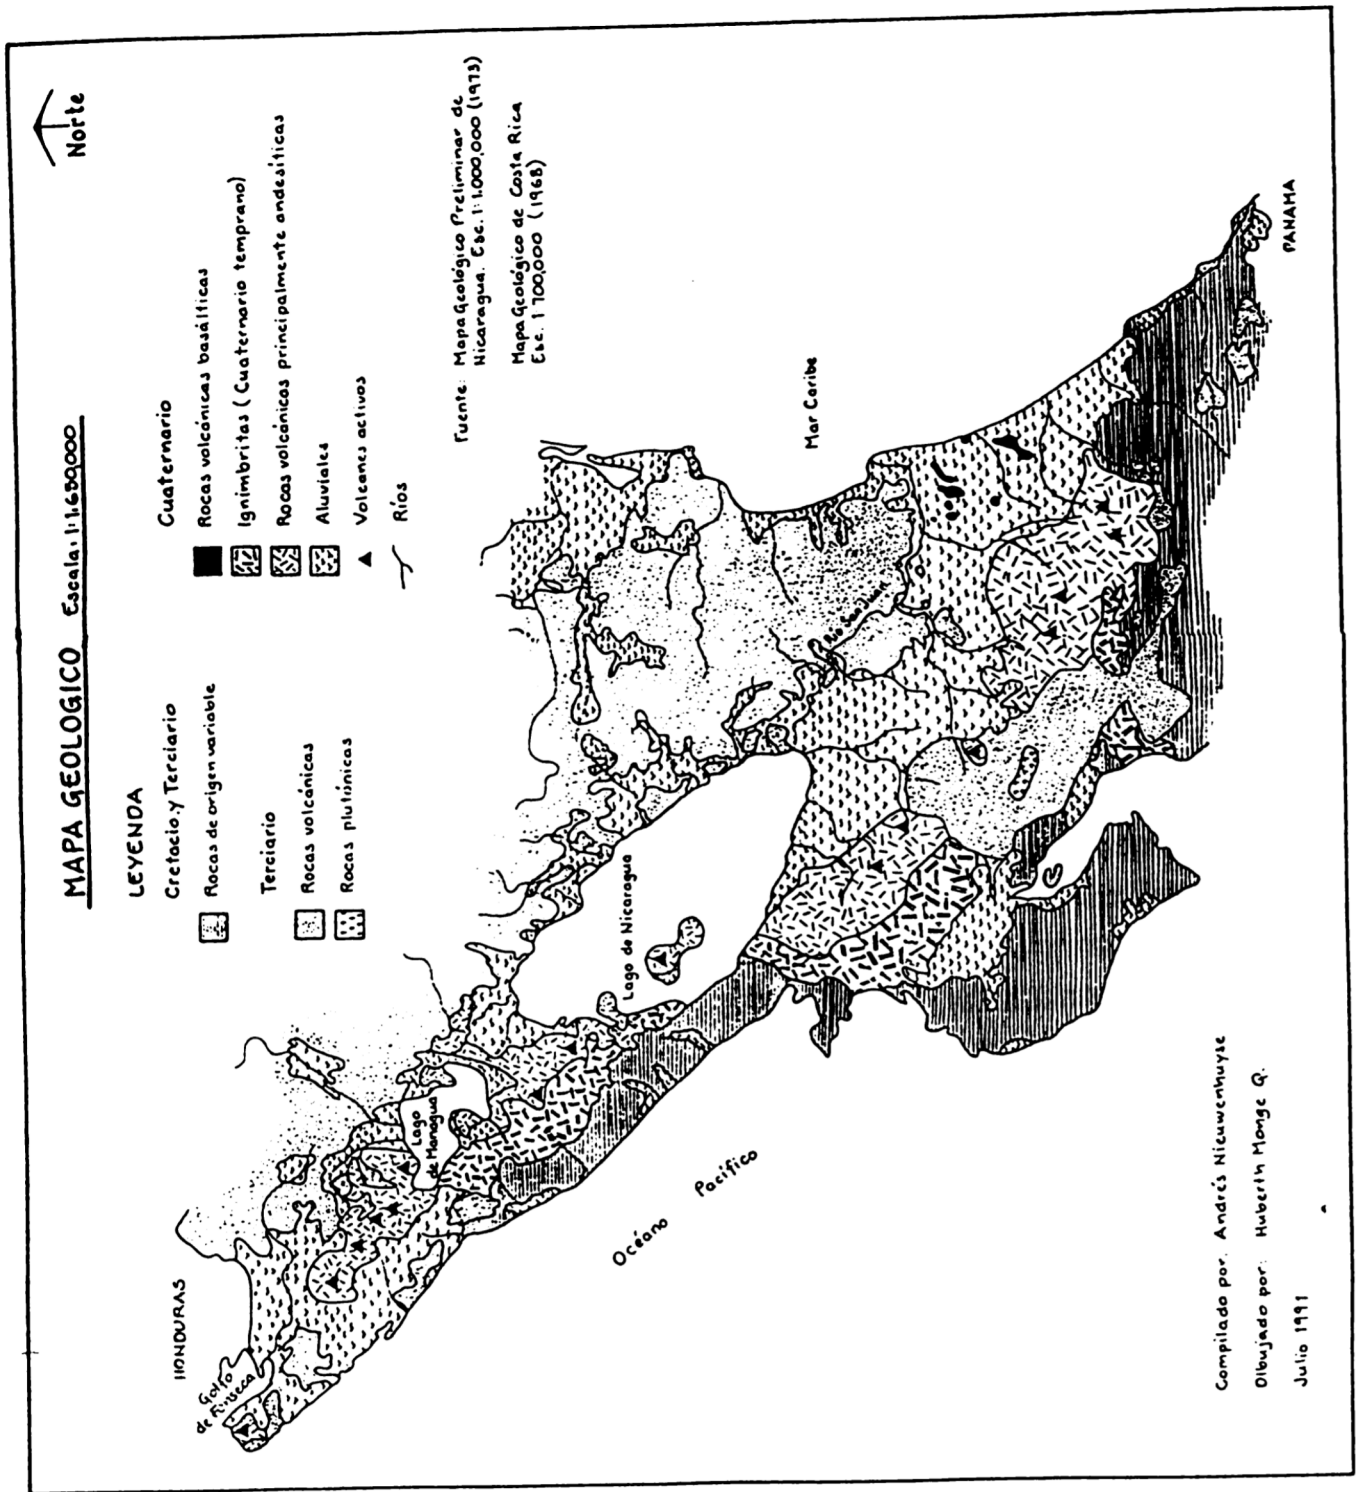 MAPA GEOLOGICO Escala: 1:1.650,000
Norte
LEYENDA
Cretacio y Terciario
Rocas de origen variable
Terciario
Rocas volcánicas
Rocas plutónicas
Cuaternario
Rocas volcánicas basálticas
Ignimbritas (Cuaternario temprano)
Rocas volcánicas principalmente andesíticas
Aluviales
Volcanes activos
Ríos
Fuente: Mapa Geológico Preliminar de
Nicaragua. Esc. 1:1.000,000 (1973)
Mapa Geológico de Costa Rica
Esc. 1 700,000 (1968)
HONDURAS
Golfo
de Fonseca
Lago
de Managua
Lago de Nicaragua
Río San Juan
Mar Caribe
PANAMA
Océano Pacífico
Compilado por. Andrés Nieuwenhuyse
Dibujado por: Huberth Monge Q.
Julio 1991